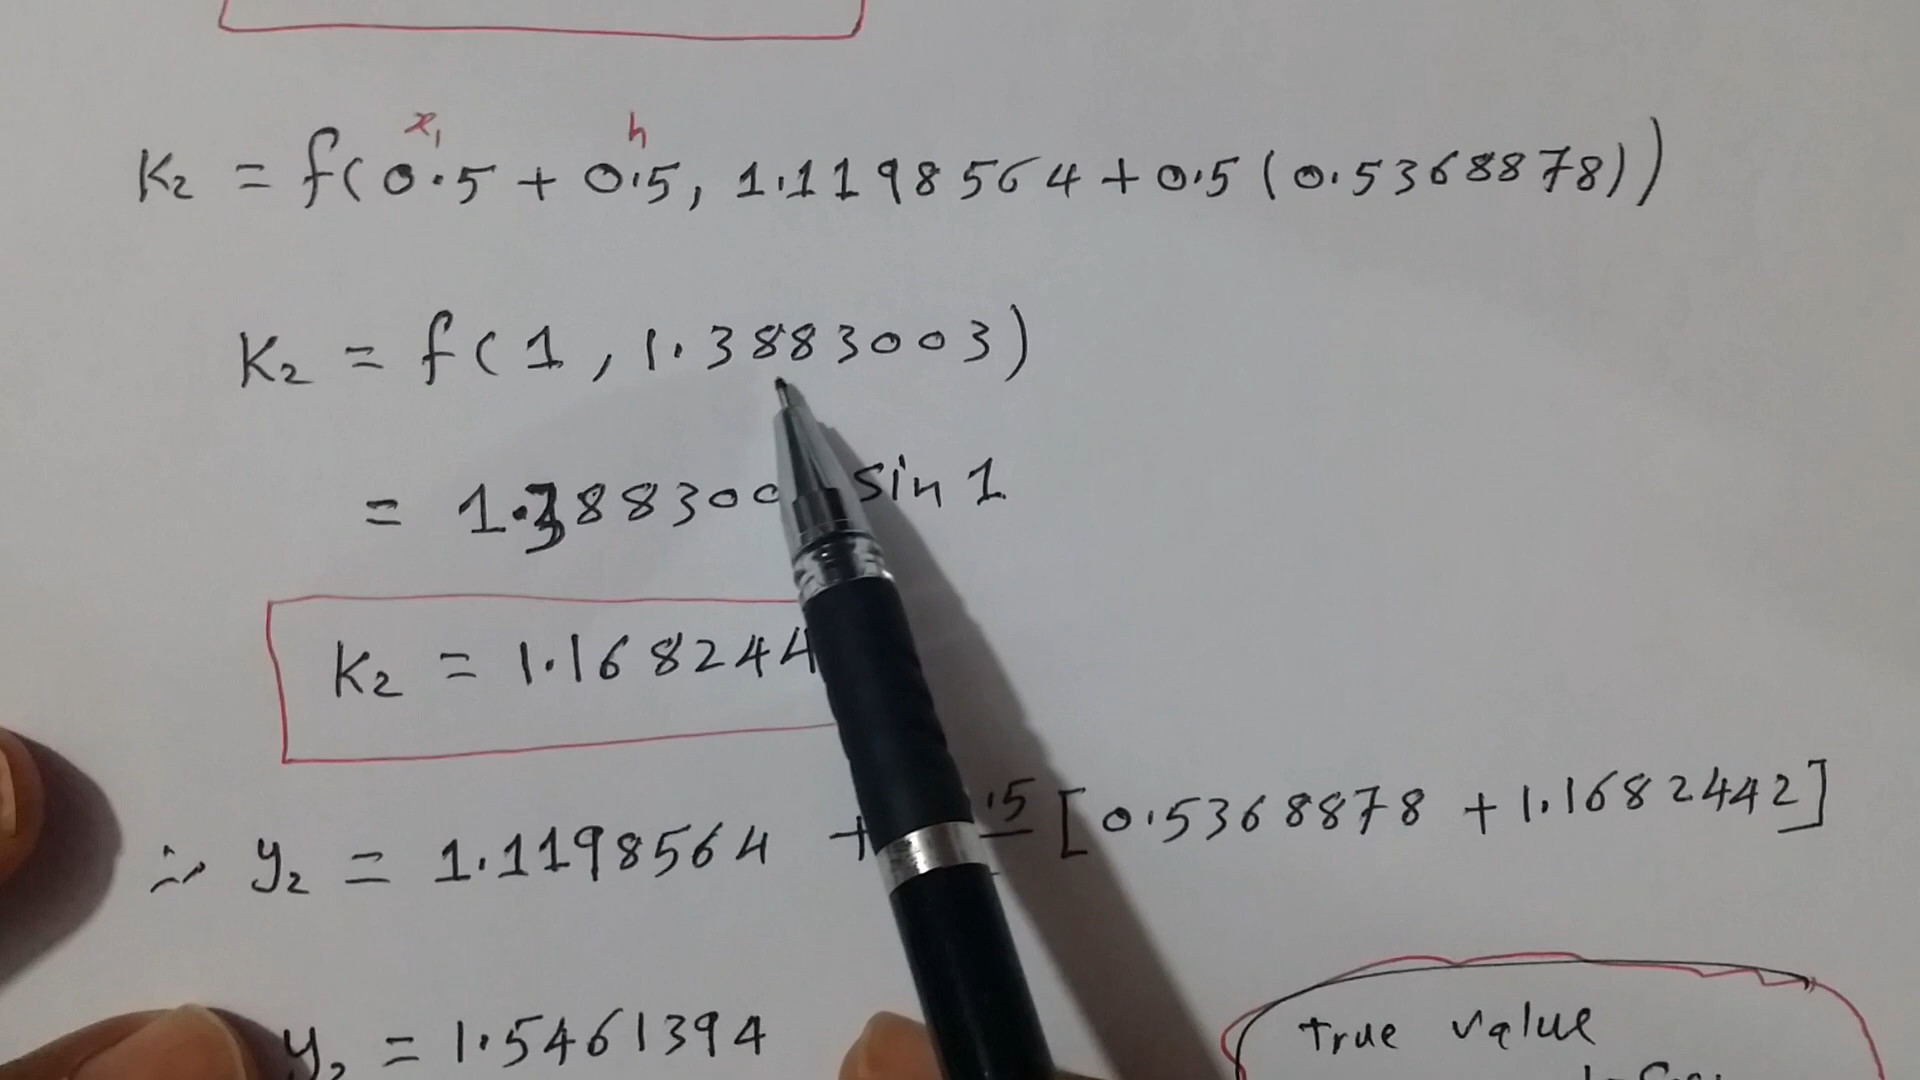 x₁ h
K₂ = f(0.5 + 0.5, 1.1198564 + 0.5 (0.5368878))
K₂ = f(1, 1.3883003)
= 1.388300 sin 1
K₂ = 1.168244
∴ y₂ = 1.1198564 + .5 [0.5368878 + 1.1682442]
y₂ = 1.5461394
True value